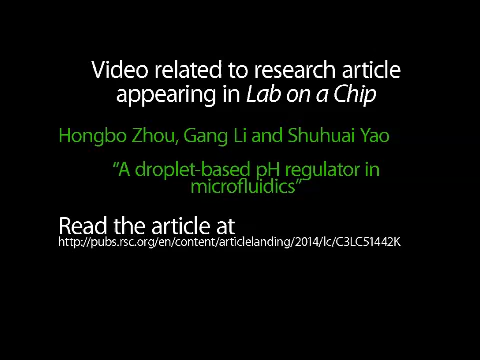 Video related to research article
appearing in Lab on a Chip
Hongbo Zhou, Gang Li and Shuhuai Yao
“A droplet-based pH regulator in
microfluidics”
Read the article at
http://pubs.rsc.org/en/content/articlelanding/2014/lc/C3LC51442K